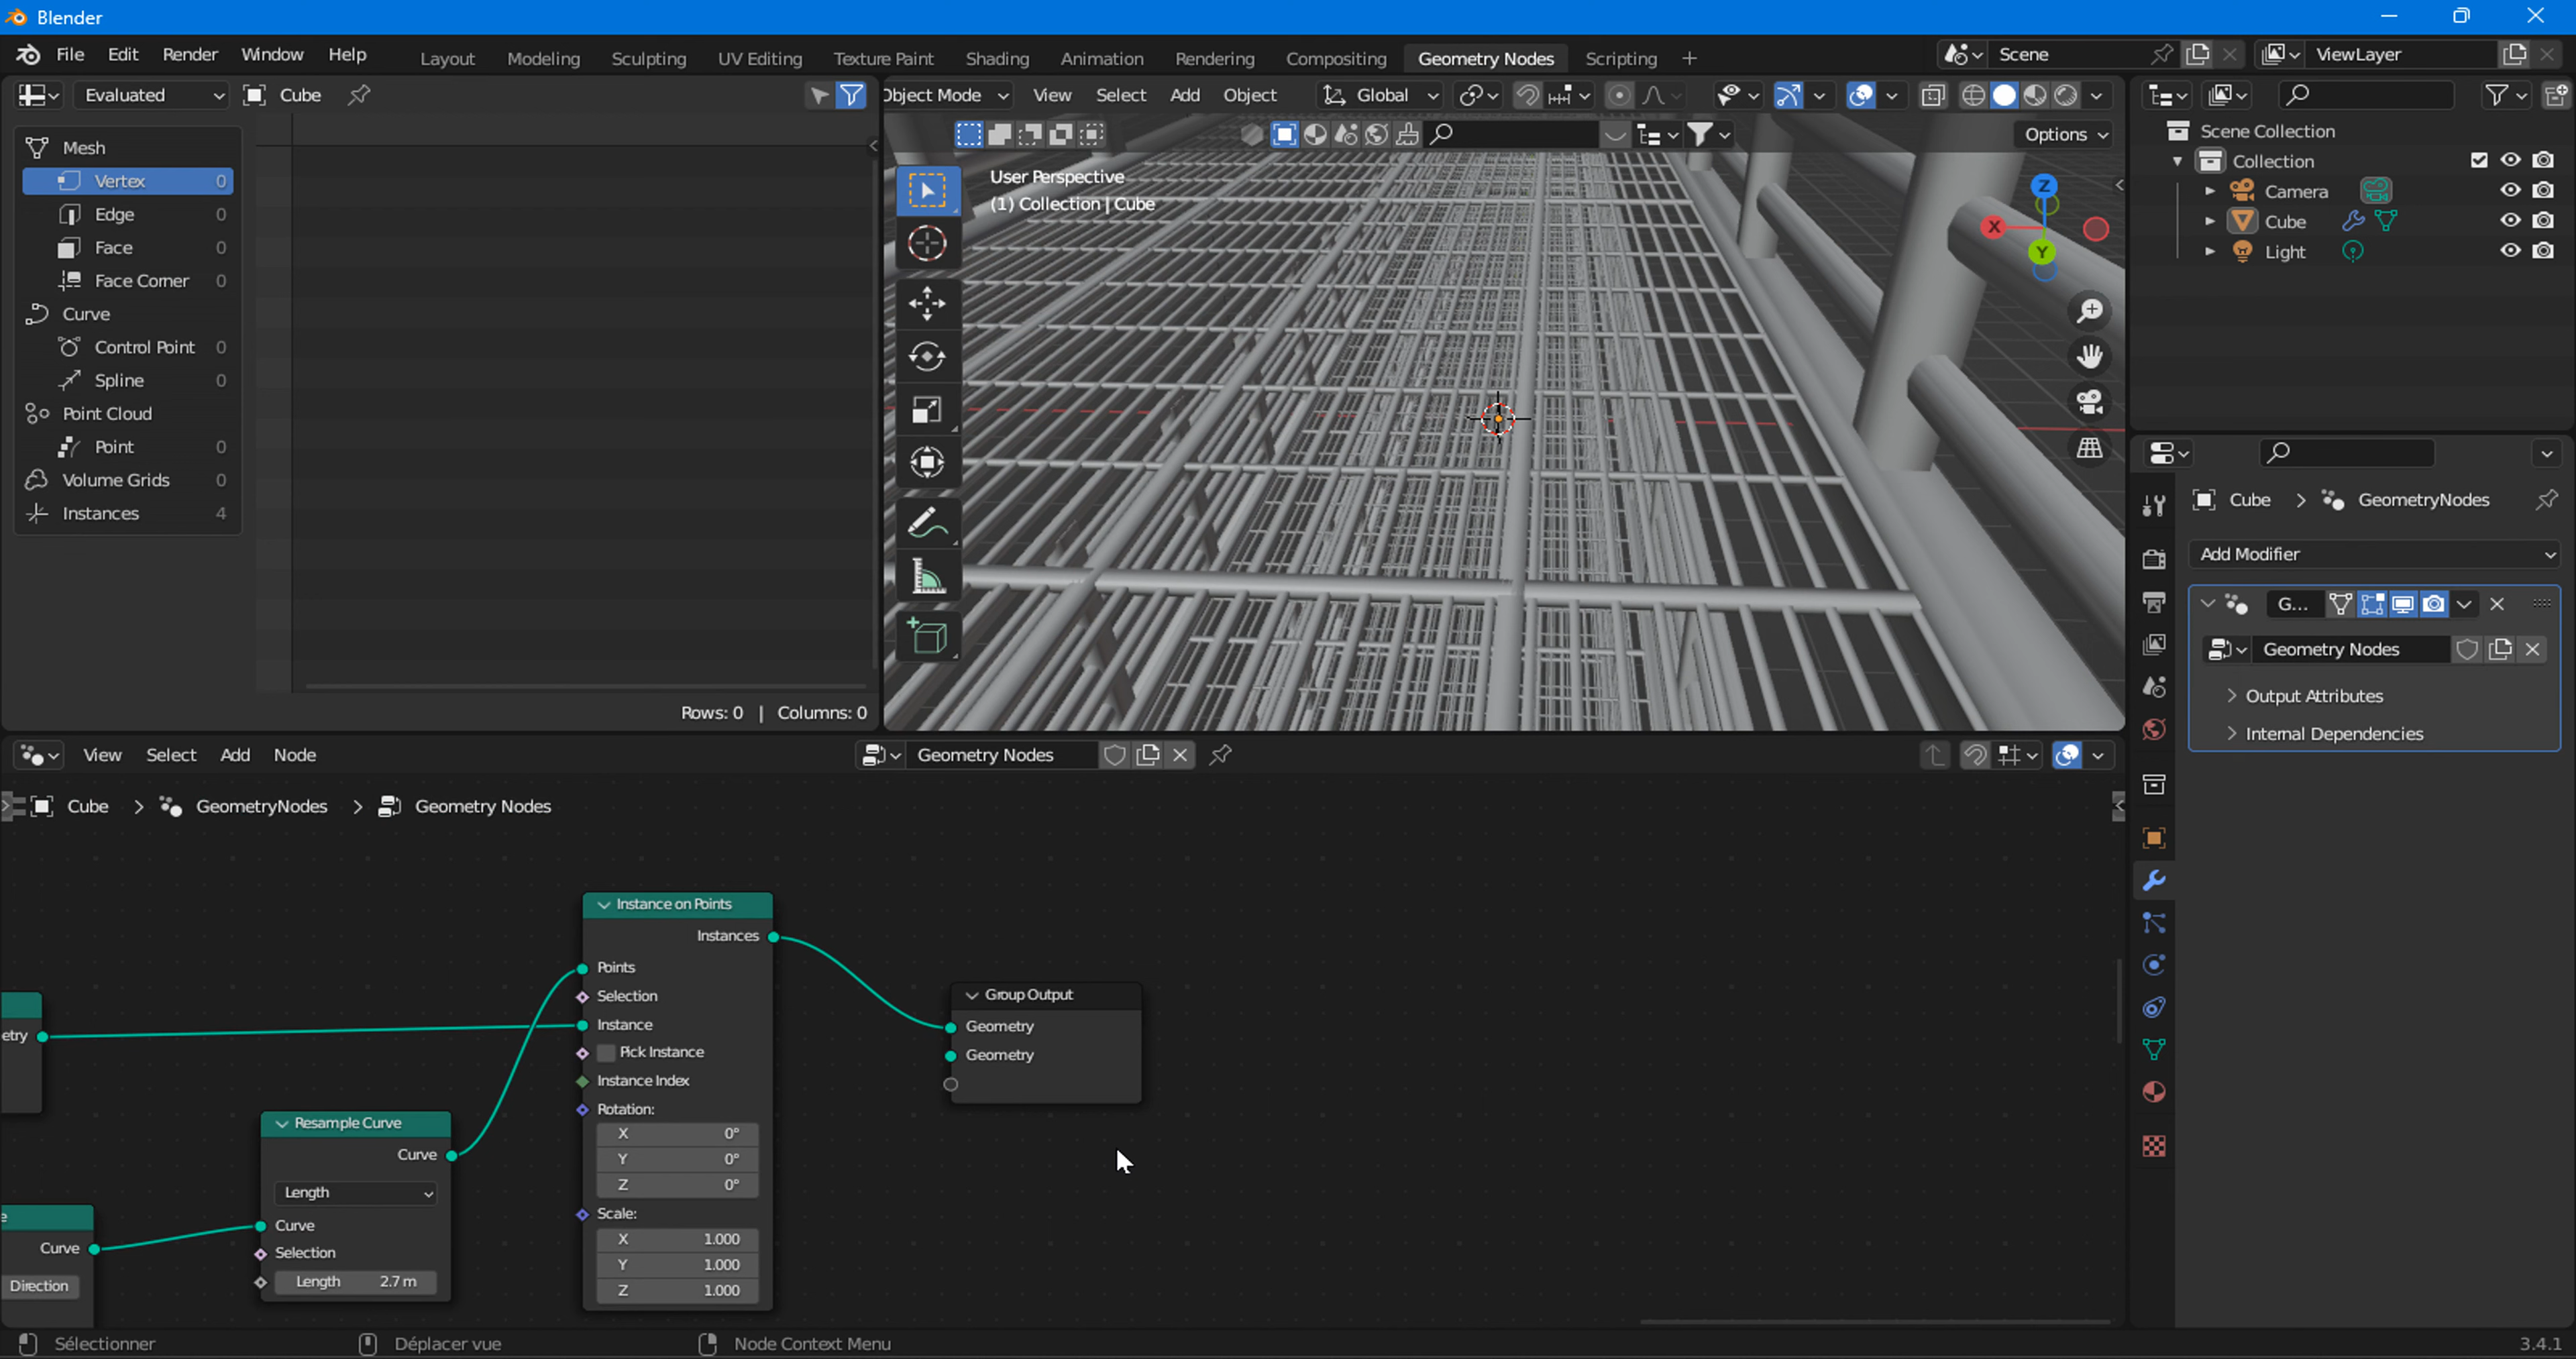 Blender
File Edit Render Window Help Layout Modeling Sculpting UV Editing Texture Paint Shading Animation Rendering Compositing Geometry Nodes Scripting + Scene ViewLayer
Evaluated Cube
Object Mode View Select Add Object Global
Options
Mesh
Vertex 0
Edge 0
Face 0
Face Corner 0
Curve
Control Point 0
Spline 0
Point Cloud
Point 0
Volume Grids 0
Instances 4
Rows: 0 | Columns: 0
User Perspective
(1) Collection | Cube
Z
X
Y
Scene Collection
Collection
Camera
Cube
Light
Cube > GeometryNodes
Add Modifier
G...
Geometry Nodes
> Output Attributes
> Internal Dependencies
View Select Add Node Geometry Nodes
Cube > GeometryNodes > Geometry Nodes
Instance on Points
Instances
Points
Selection
Instance
Pick Instance
Instance Index
Rotation:
X 0°
Y 0°
Z 0°
Scale:
X 1.000
Y 1.000
Z 1.000
Group Output
Geometry
Geometry
etry
Resample Curve
Curve
Length
Curve
Selection
Length 2.7 m
e
Curve
Direction
Sélectionner Déplacer vue Node Context Menu 3.4.1